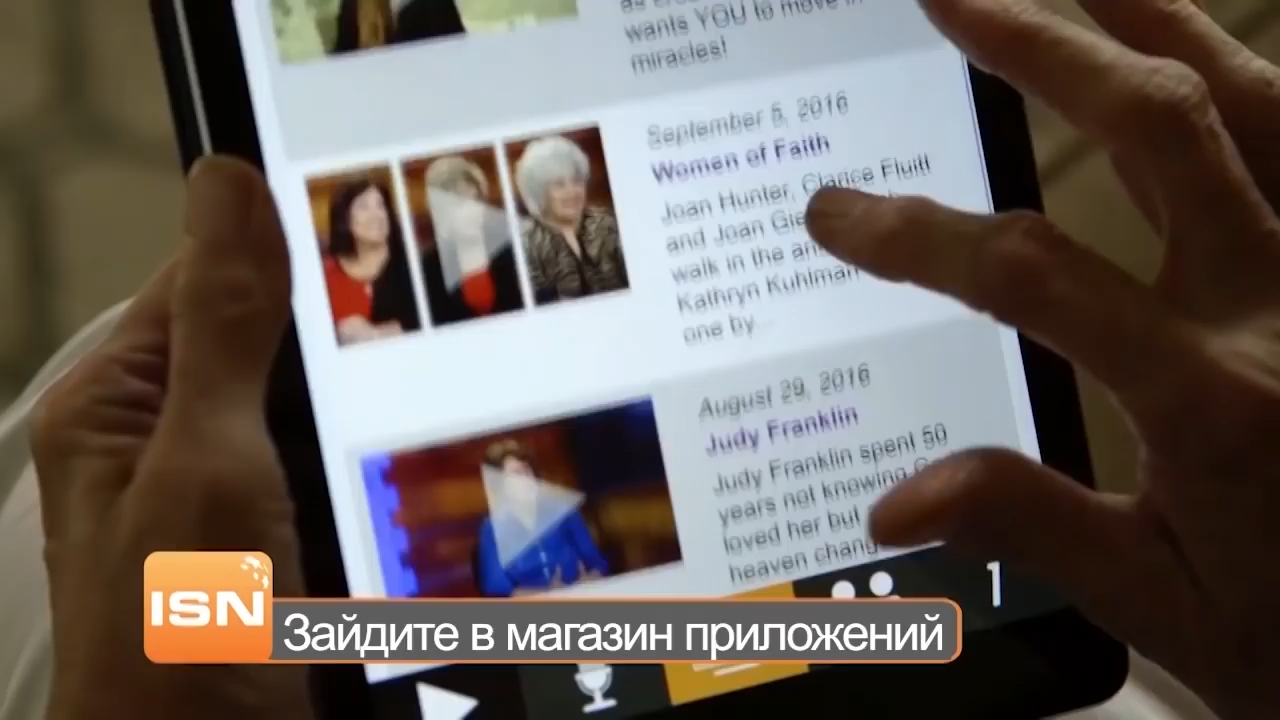 wants YOU to move in
miracles!
September 5, 2016
Women of Faith
Joan Hunter, Clarice Fluitt
and Joan
walk in the
Kathryn Kuhlman
one by...
August 29, 2016
Judy Franklin
Judy Franklin spent 50
years not knowing
loved her but
heaven
1
ISN
Зайдите в магазин приложений